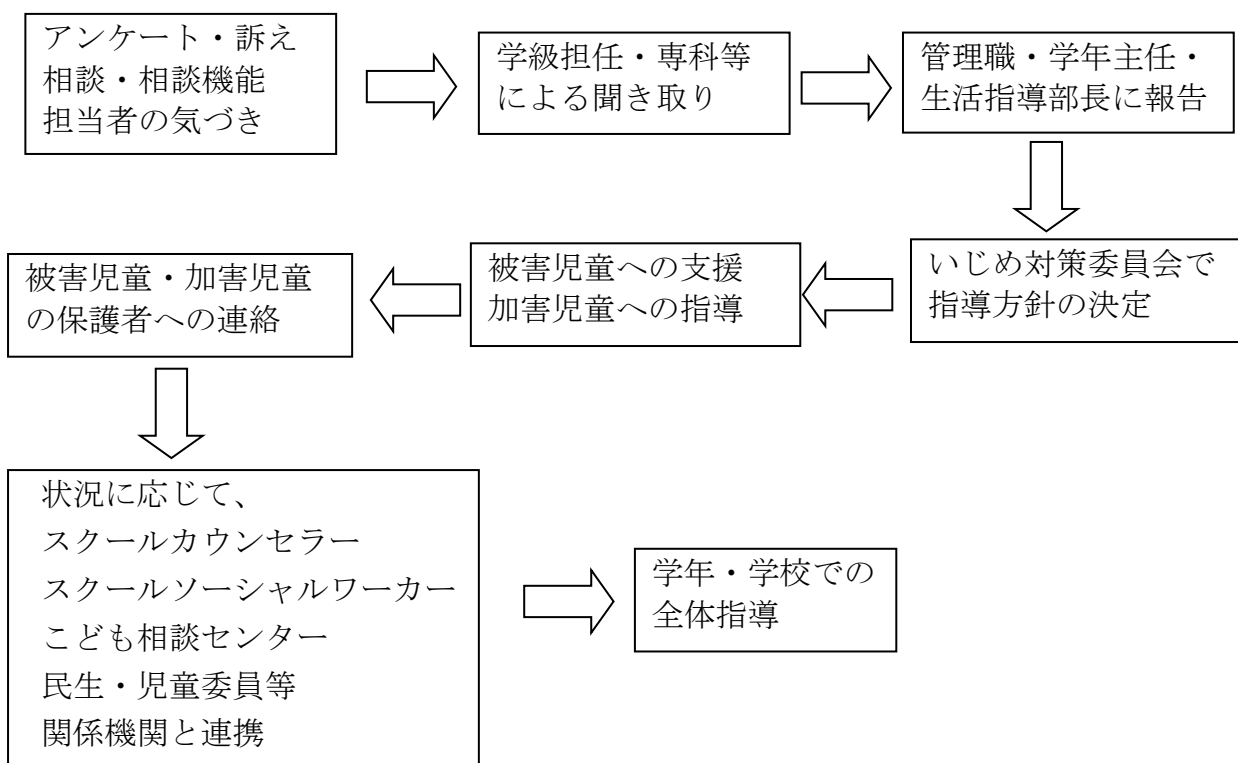 アンケート・訴え
相談・相談機能
担当者の気づき
学級担任・専科等
による聞き取り
管理職・学年主任・
生活指導部長に報告
いじめ対策委員会で
指導方針の決定
被害児童への支援
加害児童への指導
被害児童・加害児童
の保護者への連絡
状況に応じて、
スクールカウンセラー
スクールソーシャルワーカー
こども相談センター
民生・児童委員等
関係機関と連携
学年・学校での
全体指導